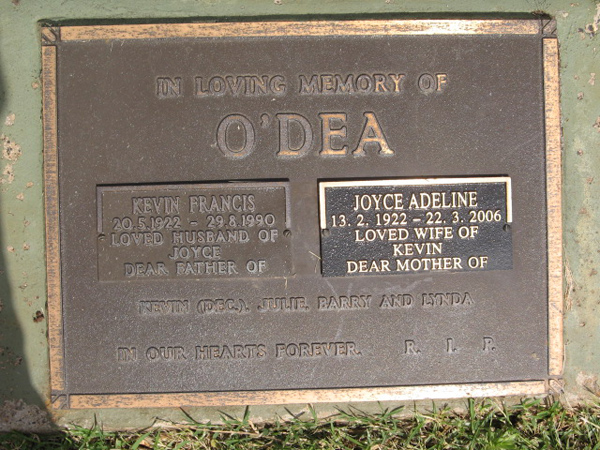 IN LOVING MEMORY OF
O'DEA
KEVIN FRANCIS
20.5.1922 - 29.8.1990
LOVED HUSBAND OF
JOYCE
DEAR FATHER OF
JOYCE ADELINE
13. 2. 1922 - 22. 3. 2006
LOVED WIFE OF
KEVIN
DEAR MOTHER OF
KEVIN (DEC.), JULIE, BARRY AND LYNDA
IN OUR HEARTS FOREVER. R. I. P.